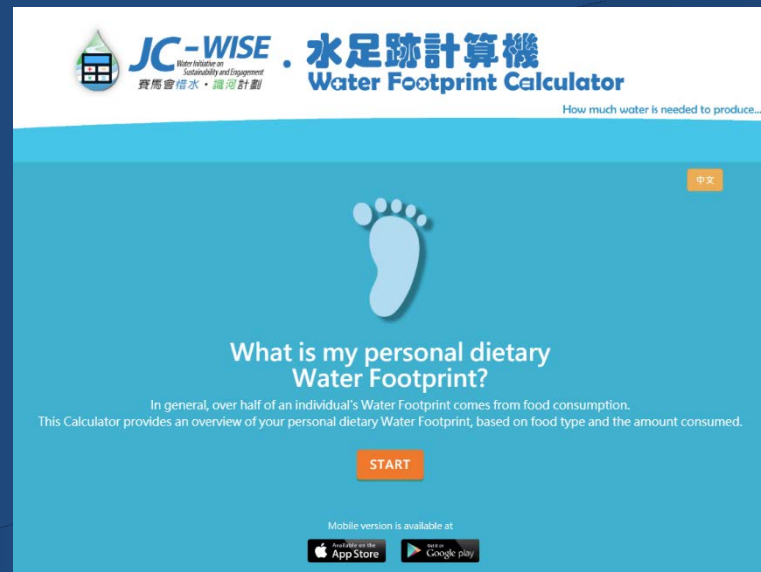 JC-WISE
Water Initiative on
Sustainability and Engagement
賽馬會惜水・識河計劃
. 水足跡計算機
Water Footprint Calculator
How much water is needed to produce...
中文
What is my personal dietary
Water Footprint?
In general, over half of an individual's Water Footprint comes from food consumption.
This Calculator provides an overview of your personal dietary Water Footprint, based on food type and the amount consumed.
START
Mobile version is available at
Available on the
App Store
Get it on
Google play